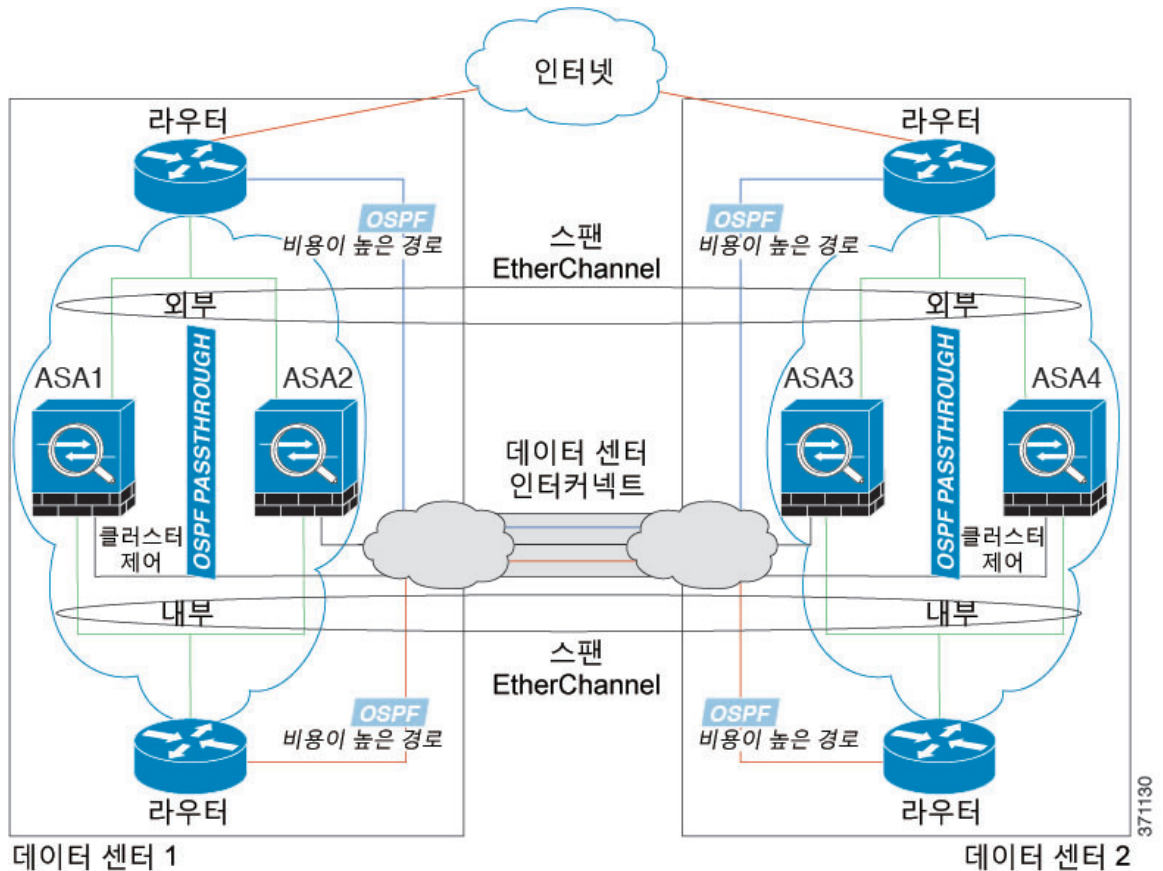 인터넷
라우터
라우터
OSPF
비용이 높은 경로
스팬
EtherChannel
OSPF
비용이 높은 경로
외부
외부
ASA1
OSPF PASSTHROUGH
ASA2
ASA3
OSPF PASSTHROUGH
ASA4
데이터 센터
인터커넥트
클러스터
제어
클러스터
제어
내부
내부
스팬
EtherChannel
OSPF
비용이 높은 경로
OSPF
비용이 높은 경로
라우터
라우터
371130
데이터 센터 1
데이터 센터 2